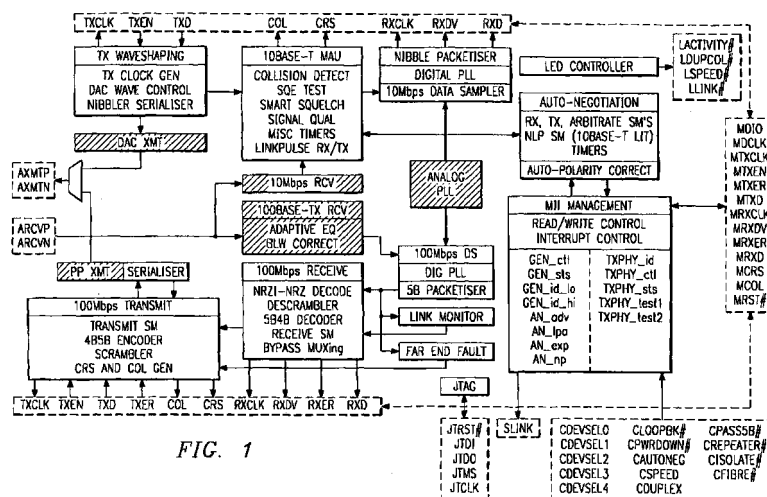 TXCLK TXEN TXD COL CRS RXCLK RXDV RXD
TX WAVESHAPING
TX CLOCK GEN
DAC WAVE CONTROL
NIBBLER SERIALISER
10BASE-T MAU
COLLISION DETECT
SQE TEST
SMART SQUELCH
SIGNAL QUAL
MISC TIMERS
LINKPULSE RX/TX
NIBBLE PACKETISER
DIGITAL PLL
10Mbps DATA SAMPLER
LED CONTROLLER
LACTIVITY#
LDUPCOL#
LSPEED#
LLINK#
AUTO-NEGOTIATION
RX, TX, ARBITRATE SM'S
NLP SM (10BASE-T LIT)
TIMERS
AUTO-POLARITY CORRECT
DAC XMT
AXMTP
AXMTN
10Mbps RCV
ANALOG
PLL
ARCVP
ARCVN
100BASE-TX RCV
ADAPTIVE EQ
BLW CORRECT
MII MANAGEMENT
READ/WRITE CONTROL
INTERRUPT CONTROL
GEN_ctl
GEN_sts
GEN_id_lo
GEN_id_hi
AN_adv
AN_lpa
AN_exp
AN_np
TXPHY_id
TXPHY_ctl
TXPHY_sts
TXPHY_test1
TXPHY_test2
MDIO
MDCLK
MTXCLK
MTXEN
MTXER
MTXD
MRXCLK
MRXDV
MRXER
MRXD
MCRS
MCOL
MRST#
100Mbps DS
DIG PLL
5B PACKETISER
PP XMT SERIALISER
100Mbps TRANSMIT
TRANSMIT SM
4B5B ENCODER
SCRAMBLER
CRS AND COL GEN
100Mbps RECEIVE
NRZI-NRZ DECODE
DESCRAMBLER
5B4B DECODER
RECEIVE SM
BYPASS MUXing
LINK MONITOR
FAR END FAULT
TXCLK TXEN TXD TXER COL CRS RXCLK RXDV RXER RXD
JTAG
JTRST#
JTDI
JTDO
JTMS
JTCLK
SLINK
CDEVSEL0 CLOOPBK# CPASS5B#
CDEVSEL1 CPWRDOWN# CREPEATER#
CDEVSEL2 CAUTONEG CISOLATE#
CDEVSEL3 CSPEED CFIBRE#
CDEVSEL4 CDUPLEX
FIG. 1